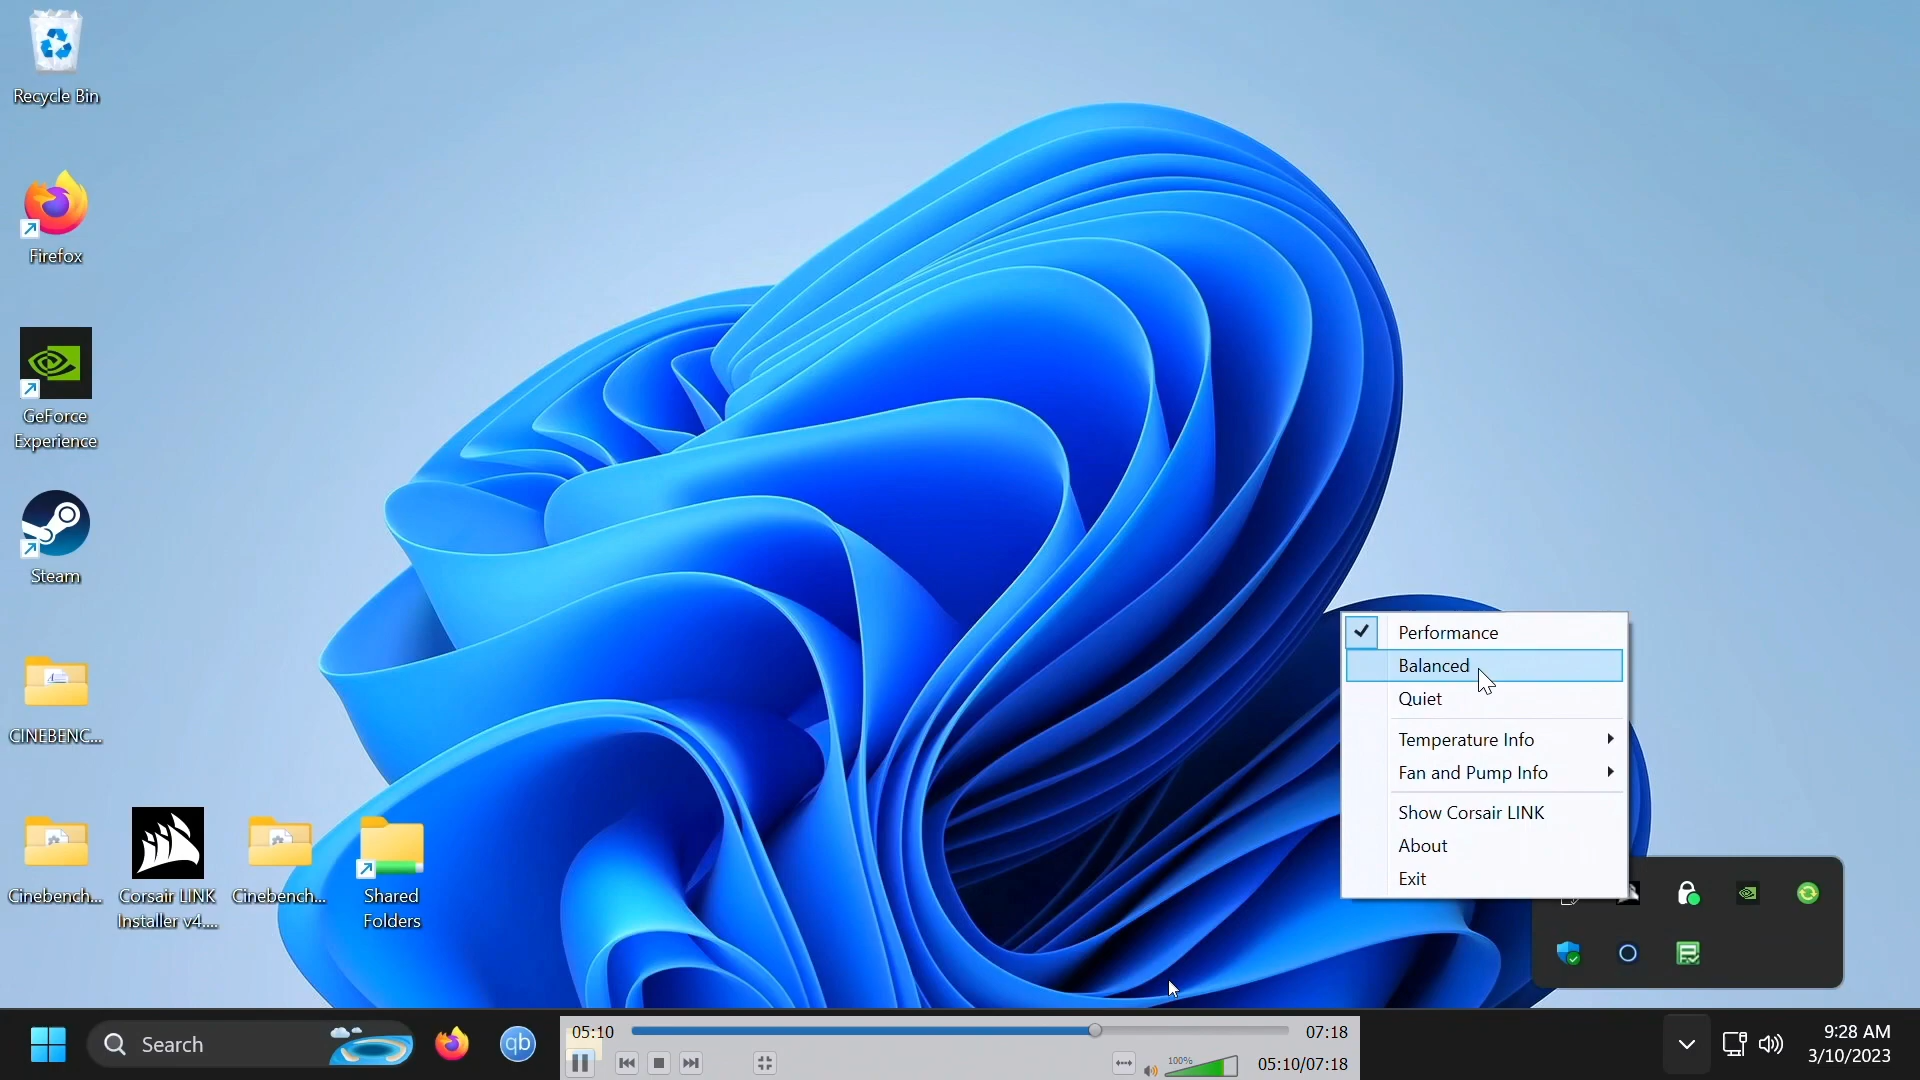 Recycle Bin
Firefox
GeForce
Experience
Steam
CINEBENC...
Cinebench...
Corsair LINK
Installer v4....
Cinebench...
Shared
Folders
Performance
Balanced
Quiet
Temperature Info
Fan and Pump Info
Show Corsair LINK
About
Exit
Search
qb
05:10
07:18
100%
05:10/07:18
9:28 AM
3/10/2023